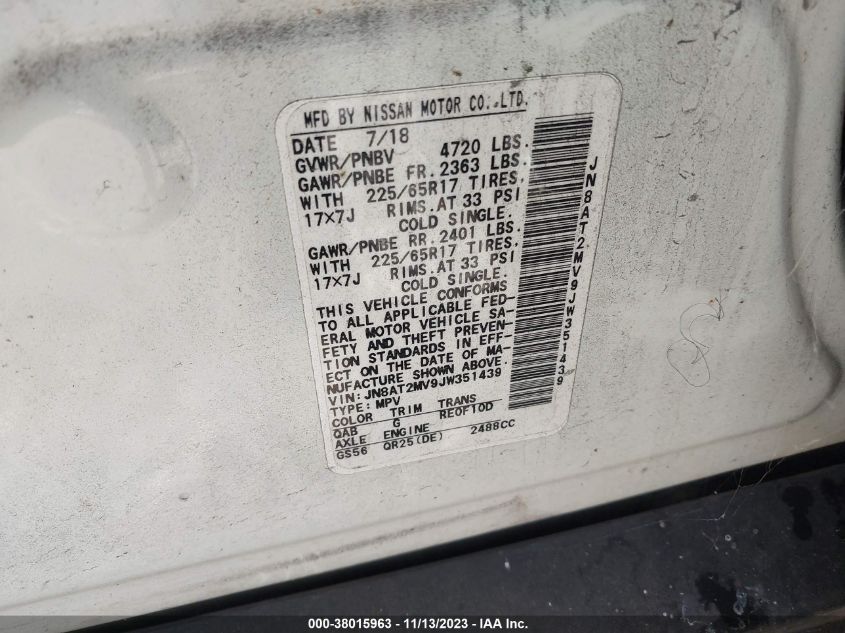 MFD BY NISSAN MOTOR CO.,LTD.
DATE 7/18
GVWR/PNBV 4720 LBS.
GAWR/PNBE FR. 2363 LBS.
WITH 225/65R17 TIRES.
17×7J RIMS. AT 33 PSI
COLD SINGLE.
GAWR/PNBE RR. 2401 LBS.
WITH 225/65R17 TIRES.
17×7J RIMS. AT 33 PSI
COLD SINGLE.
THIS VEHICLE CONFORMS
TO ALL APPLICABLE FED-
ERAL MOTOR VEHICLE SA-
FETY AND THEFT PREVEN-
TION STANDARDS IN EFF-
ECT ON THE DATE OF MA-
NUFACTURE SHOWN ABOVE.
VIN: JN8AT2MV9JW351439
TYPE: MPV
COLOR TRIM TRANS
QAB G RE0F10D
AXLE ENGINE
GS56 QR25(DE) 2488CC
JN8AT2MV9JW351439
000-38015963 - 11/13/2023 - IAA Inc.